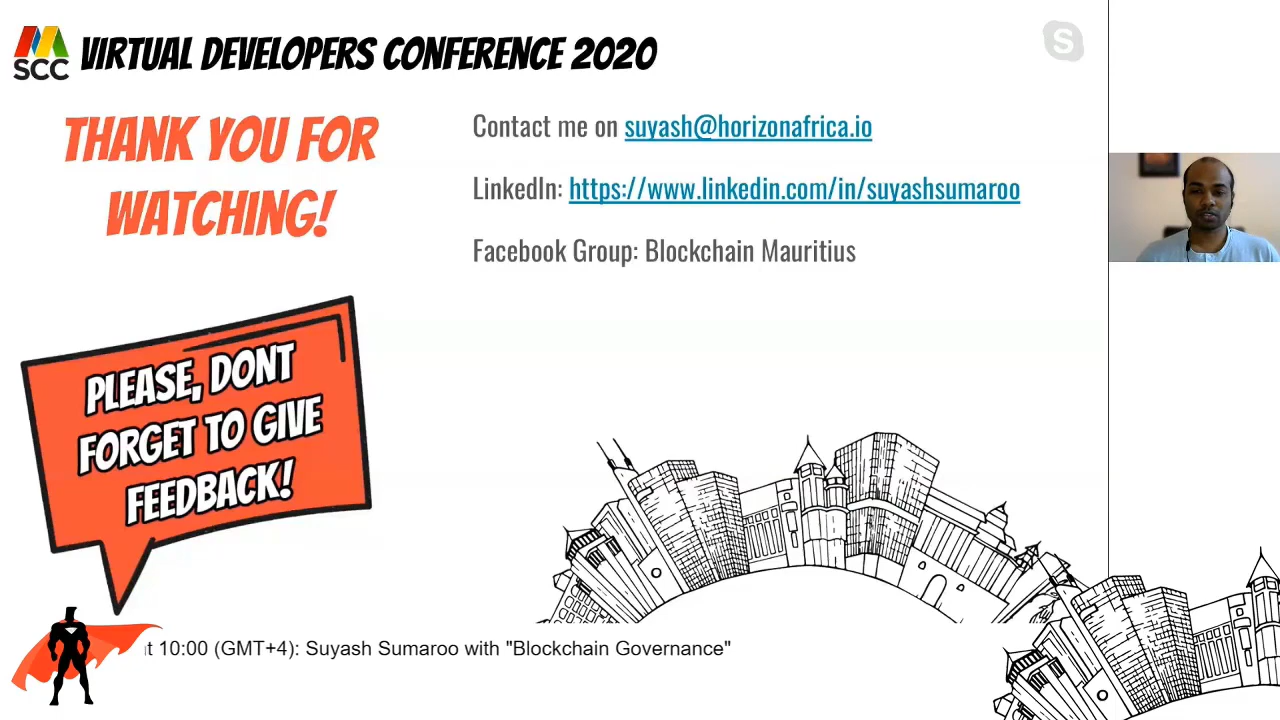 SCC
VIRTUAL DEVELOPERS CONFERENCE 2020
S
THANK YOU FOR
WATCHING!
Contact me on suyash@horizonafrica.io
LinkedIn: https://www.linkedin.com/in/suyashsumaroo
Facebook Group: Blockchain Mauritius
PLEASE, DONT
FORGET TO GIVE
FEEDBACK!
10:00 (GMT+4): Suyash Sumaroo with "Blockchain Governance"